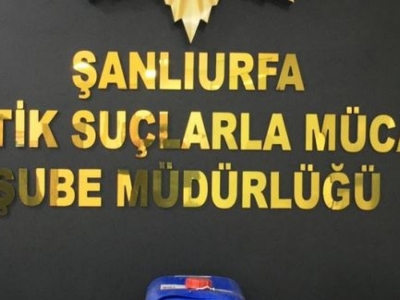 ŞANLIURFA
TİK SUÇLARLA MÜCA
ŞUBE MÜDÜRLÜĞÜ